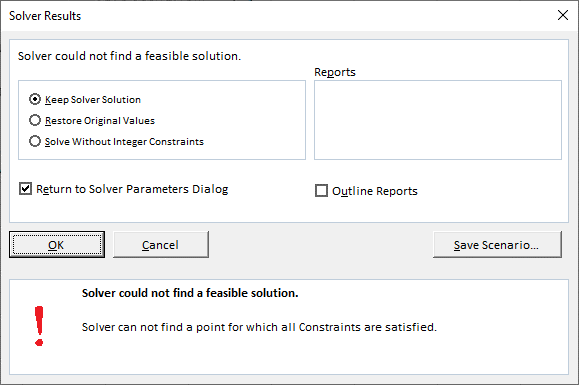 Solver Results
Solver could not find a feasible solution.
Reports
Keep Solver Solution
Restore Original Values
Solve Without Integer Constraints
Return to Solver Parameters Dialog
Outline Reports
OK
Cancel
Save Scenario...
Solver could not find a feasible solution.
Solver can not find a point for which all Constraints are satisfied.